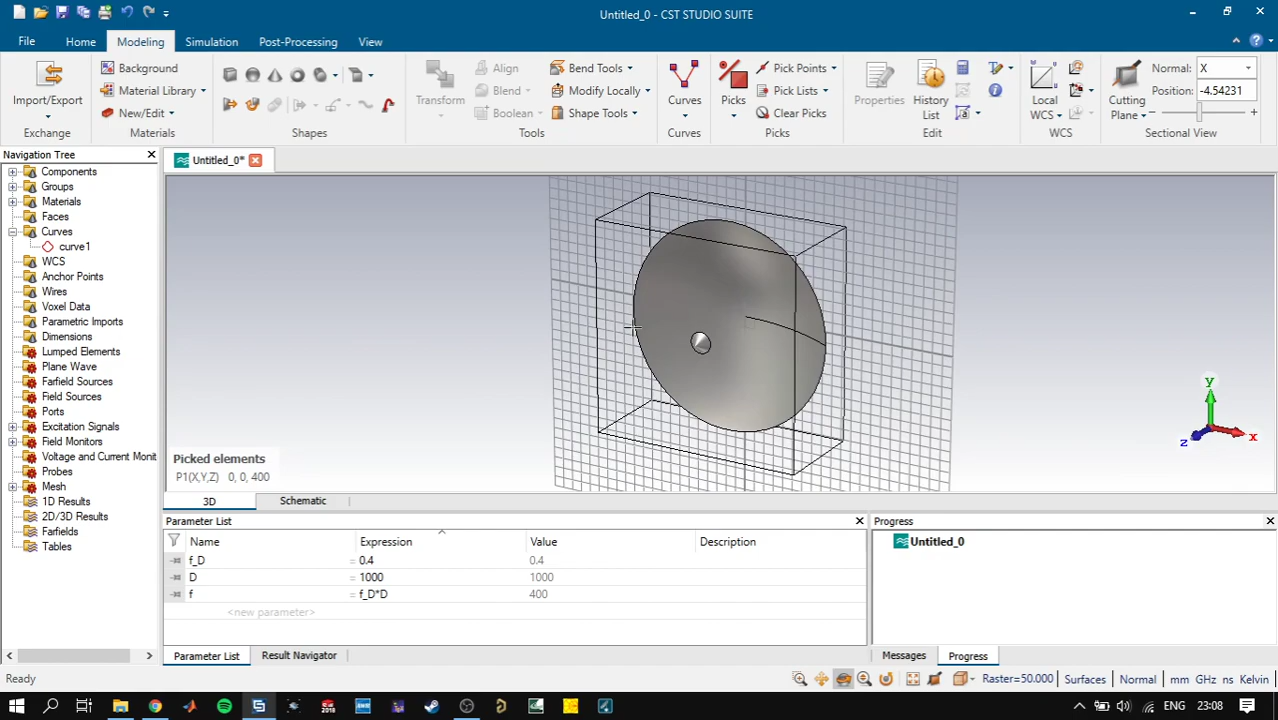 Untitled_0 - CST STUDIO SUITE
File
Home
Modeling
Simulation
Post-Processing
View
Import/Export
Exchange
Background
Material Library
New/Edit
Materials
Shapes
Transform
Align
Blend
Boolean
Bend Tools
Modify Locally
Shape Tools
Tools
Curves
Curves
Picks
Pick Points
Pick Lists
Clear Picks
Picks
Properties
History
List
Edit
Local
WCS
WCS
Cutting
Plane
Normal: X
Position: -4.54231
Sectional View
Navigation Tree
Components
Groups
Materials
Faces
Curves
curve1
WCS
Anchor Points
Wires
Voxel Data
Parametric Imports
Dimensions
Lumped Elements
Plane Wave
Farfield Sources
Field Sources
Ports
Excitation Signals
Field Monitors
Voltage and Current Monit
Probes
Mesh
1D Results
2D/3D Results
Farfields
Tables
Untitled_0*
y
z
x
Picked elements
P1(X,Y,Z) 0, 0, 400
3D
Schematic
Parameter List
Name Expression Value Description
f_D = 0.4 0.4
D = 1000 1000
f = f_D*D 400
<new parameter>
Parameter List
Result Navigator
Progress
Untitled_0
Messages
Progress
Ready
Raster=50.000 Surfaces Normal mm GHz ns Kelvin
ENG 23:08